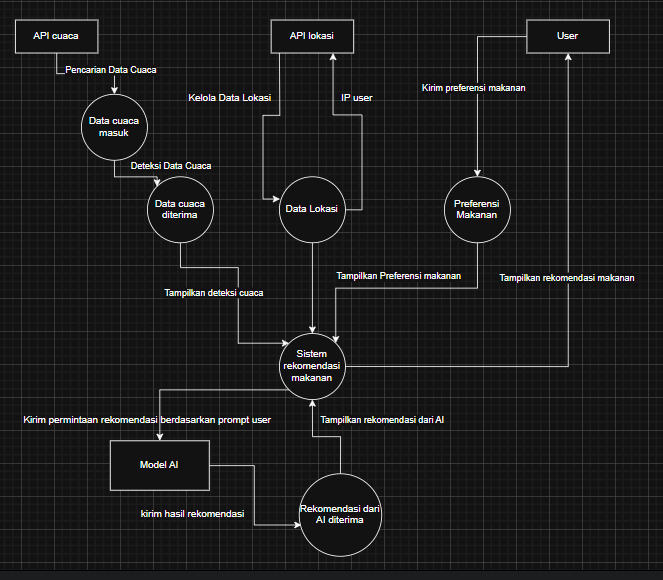 API cuaca
API lokasi
User
Pencarian Data Cuaca
Kirim preferensi makanan
Kelola Data Lokasi
IP user
Data cuaca
masuk
Deteksi Data Cuaca
Data cuaca
diterima
Data Lokasi
Preferensi
Makanan
Tampilkan Preferensi makanan
Tampilkan rekomendasi makanan
Tampilkan deteksi cuaca
Sistem
rekomendasi
makanan
Kirim permintaan rekomendasi berdasarkan prompt user
Tampilkan rekomendasi dari AI
Model AI
kirim hasil rekomendasi
Rekomendasi dari
AI diterima